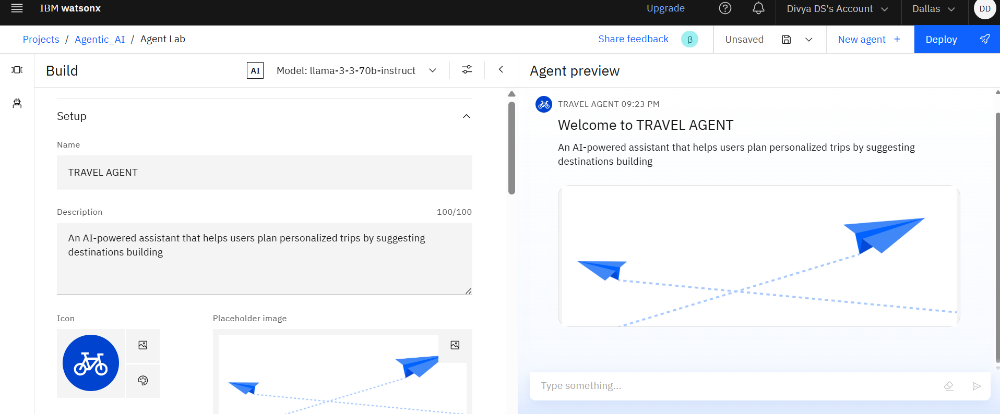 IBM watsonx
Upgrade
Divya DS's Account
Dallas
DD
Projects / Agentic_AI / Agent Lab
Share feedback
β
Unsaved
New agent +
Deploy
Build
AI
Model: llama-3-3-70b-instruct
Agent preview
Setup
Name
TRAVEL AGENT
Description
100/100
An AI-powered assistant that helps users plan personalized trips by suggesting
destinations building
Icon
Placeholder image
TRAVEL AGENT 09:23 PM
Welcome to TRAVEL AGENT
An AI-powered assistant that helps users plan personalized trips by suggesting
destinations building
Type something...